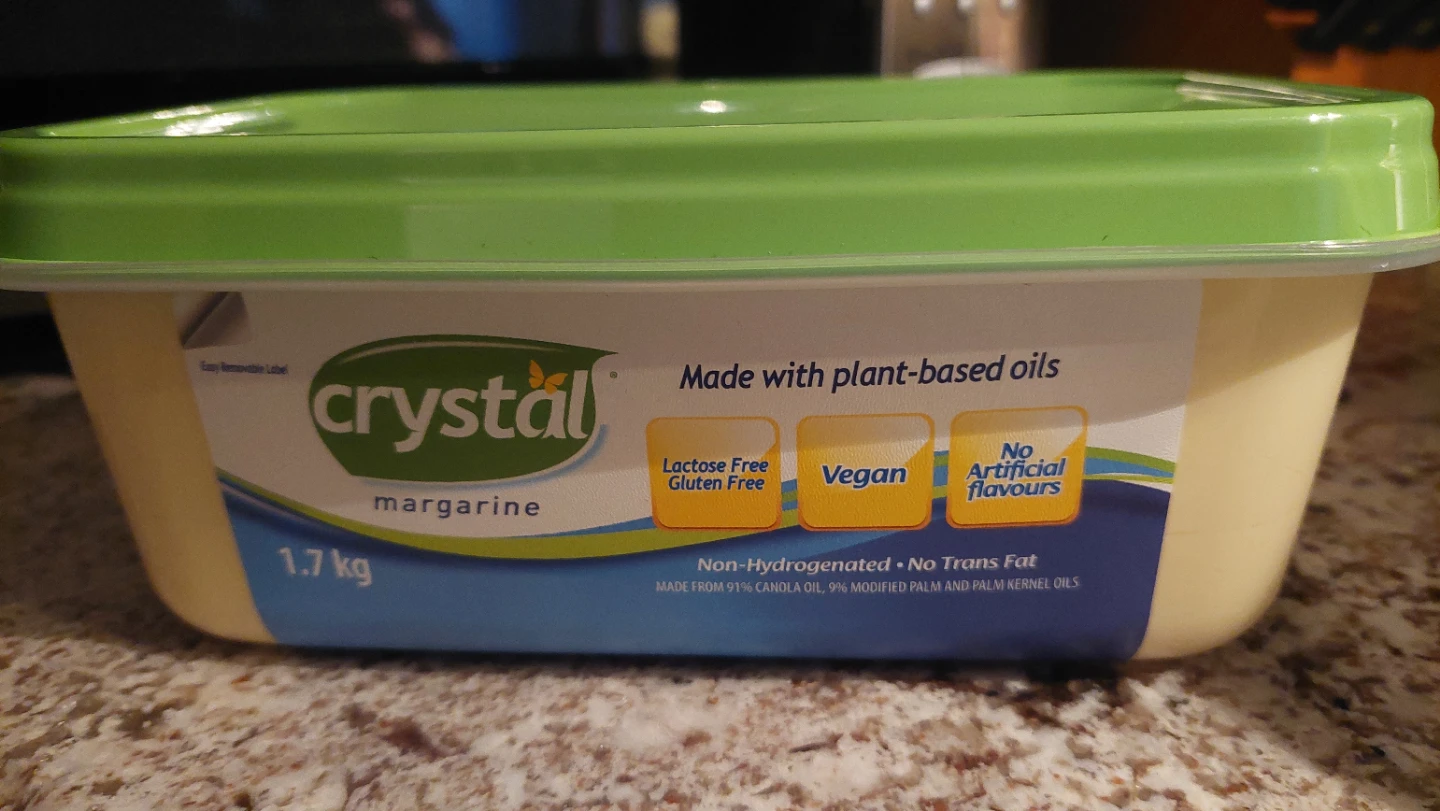 Easy Removable Label
crystal®
margarine
1.7 kg
Made with plant-based oils
Lactose Free
Gluten Free
Vegan
No
Artificial
flavours
Non-Hydrogenated • No Trans Fat
MADE FROM 91% CANOLA OIL, 9% MODIFIED PALM AND PALM KERNEL OILS